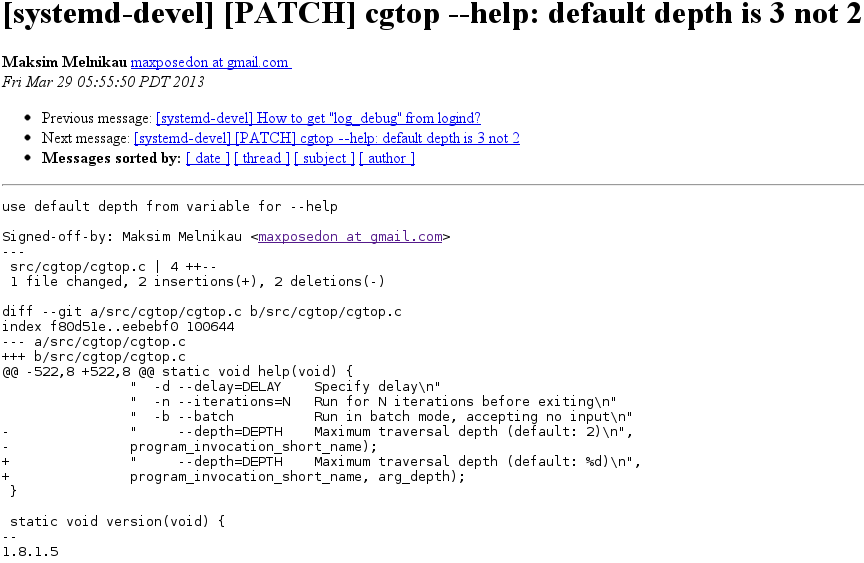 [systemd-devel] [PATCH] cgtop --help: default depth is 3 not 2
Maksim Melnikau maxposedon at gmail.com
Fri Mar 29 05:55:50 PDT 2013
Previous message: [systemd-devel] How to get "log_debug" from logind?
Next message: [systemd-devel] [PATCH] cgtop --help: default depth is 3 not 2
Messages sorted by: [ date ] [ thread ] [ subject ] [ author ]
use default depth from variable for --help
Signed-off-by: Maksim Melnikau <maxposedon at gmail.com>
---
 src/cgtop/cgtop.c | 4 ++--
 1 file changed, 2 insertions(+), 2 deletions(-)
diff --git a/src/cgtop/cgtop.c b/src/cgtop/cgtop.c
index f80d51e..eebebf0 100644
--- a/src/cgtop/cgtop.c
+++ b/src/cgtop/cgtop.c
@@ -522,8 +522,8 @@ static void help(void) {
                "  -d --delay=DELAY    Specify delay\n"
                "  -n --iterations=N   Run for N iterations before exiting\n"
                "  -b --batch          Run in batch mode, accepting no input\n"
-               "     --depth=DEPTH    Maximum traversal depth (default: 2)\n",
-               program_invocation_short_name);
+               "     --depth=DEPTH    Maximum traversal depth (default: %d)\n",
+               program_invocation_short_name, arg_depth);
 }
 static void version(void) {
--
1.8.1.5